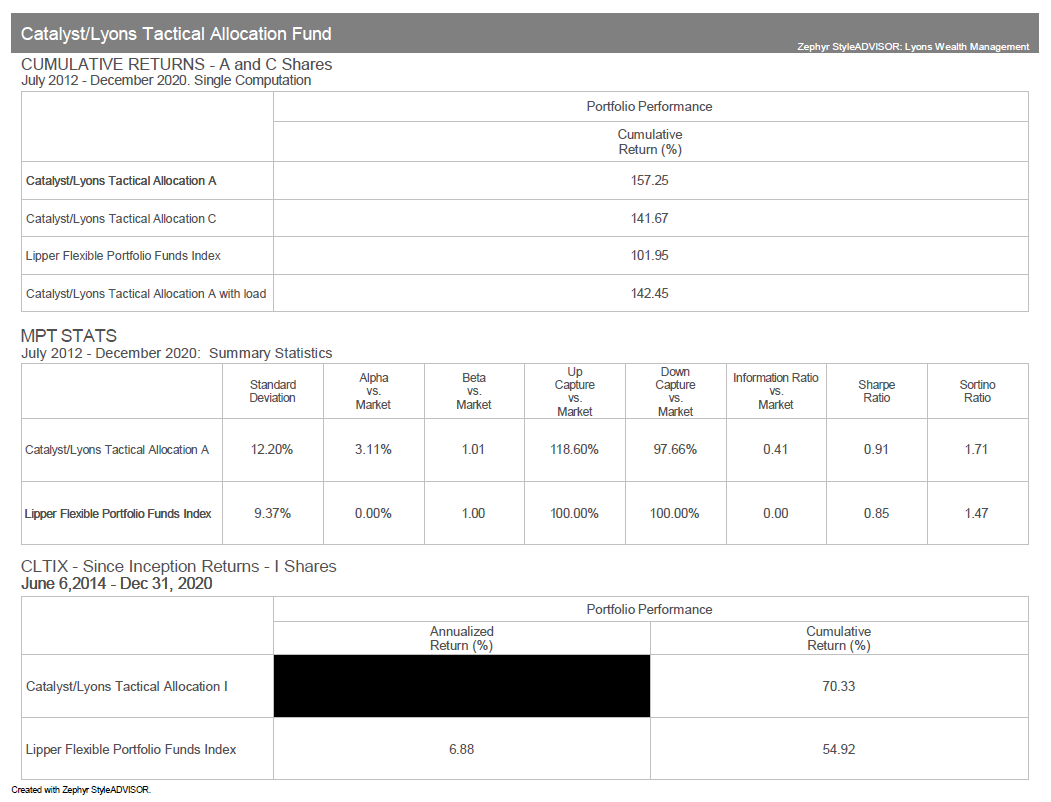 Catalyst/Lyons Tactical Allocation Fund
Zephyr StyleADVISOR: Lyons Wealth Management
CUMULATIVE RETURNS - A and C Shares
July 2012 - December 2020. Single Computation
Portfolio Performance
Cumulative
Return (%)
Catalyst/Lyons Tactical Allocation A 157.25
Catalyst/Lyons Tactical Allocation C 141.67
Lipper Flexible Portfolio Funds Index 101.95
Catalyst/Lyons Tactical Allocation A with load 142.45
MPT STATS
July 2012 - December 2020:  Summary Statistics
Standard
Deviation
Alpha
vs.
Market
Beta
vs.
Market
Up
Capture
vs.
Market
Down
Capture
vs.
Market
Information Ratio
vs.
Market
Sharpe
Ratio
Sortino
Ratio
Catalyst/Lyons Tactical Allocation A 12.20% 3.11% 1.01 118.60% 97.66% 0.41 0.91 1.71
Lipper Flexible Portfolio Funds Index 9.37% 0.00% 1.00 100.00% 100.00% 0.00 0.85 1.47
CLTIX - Since Inception Returns - I Shares
June 6,2014 - Dec 31, 2020
Portfolio Performance
Annualized
Return (%)
Cumulative
Return (%)
Catalyst/Lyons Tactical Allocation I 70.33
Lipper Flexible Portfolio Funds Index 6.88 54.92
Created with Zephyr StyleADVISOR.